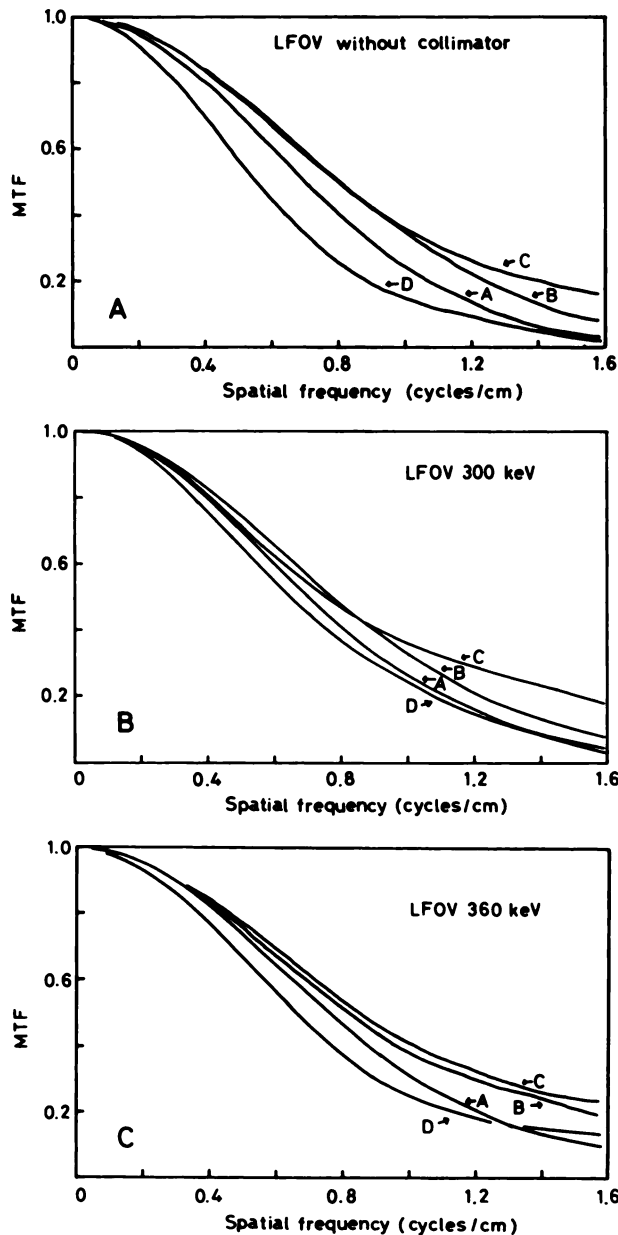 1.0
LFOV without collimator
0.6
MTF
C
0.2
D
A
B
A
0
0.4
0.8
1.2
1.6
Spatial frequency (cycles/cm)
1.0
LFOV 300 keV
0.6
MTF
C
B
0.2
A
D
B
0
0.4
0.8
1.2
1.6
Spatial frequency (cycles/cm)
1.0
LFOV 360 keV
0.6
MTF
C
0.2
A
B
D
C
0
0.4
0.8
1.2
1.6
Spatial frequency (cycles/cm)